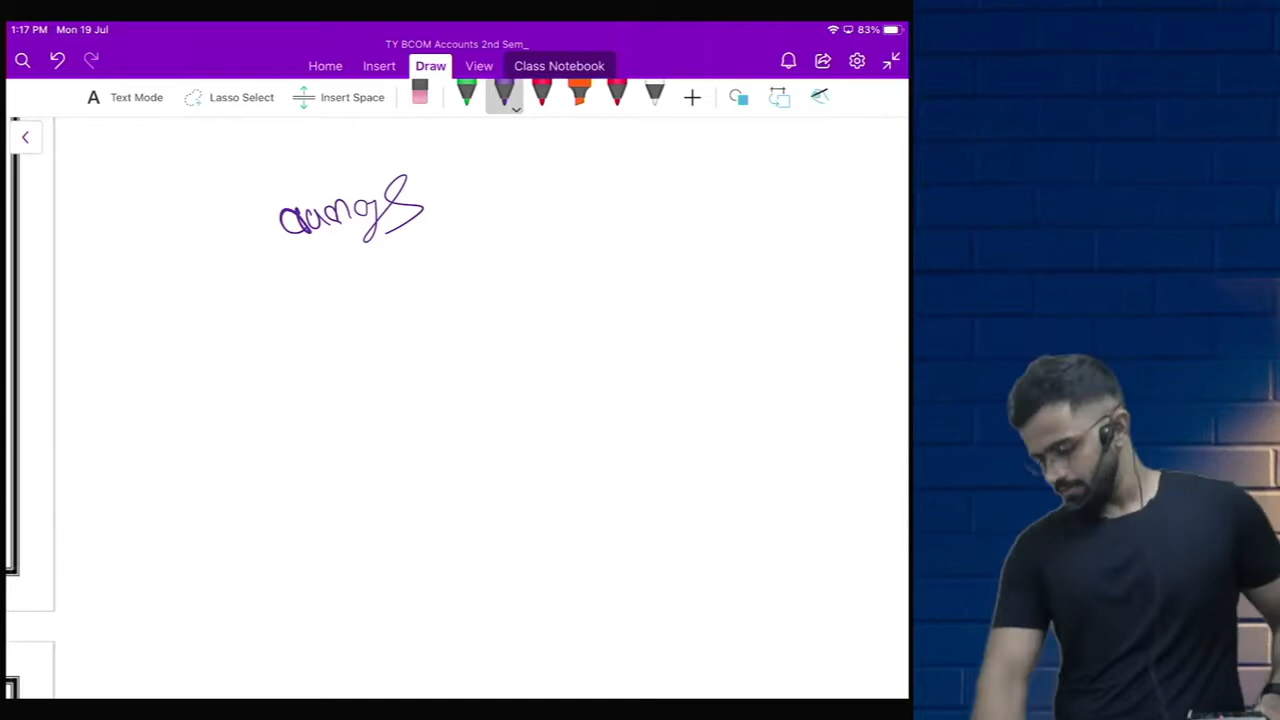 1:17 PM Mon 19 Jul
83%
TY BCOM Accounts 2nd Sem_
Home Insert Draw View Class Notebook
A Text Mode Lasso Select Insert Space